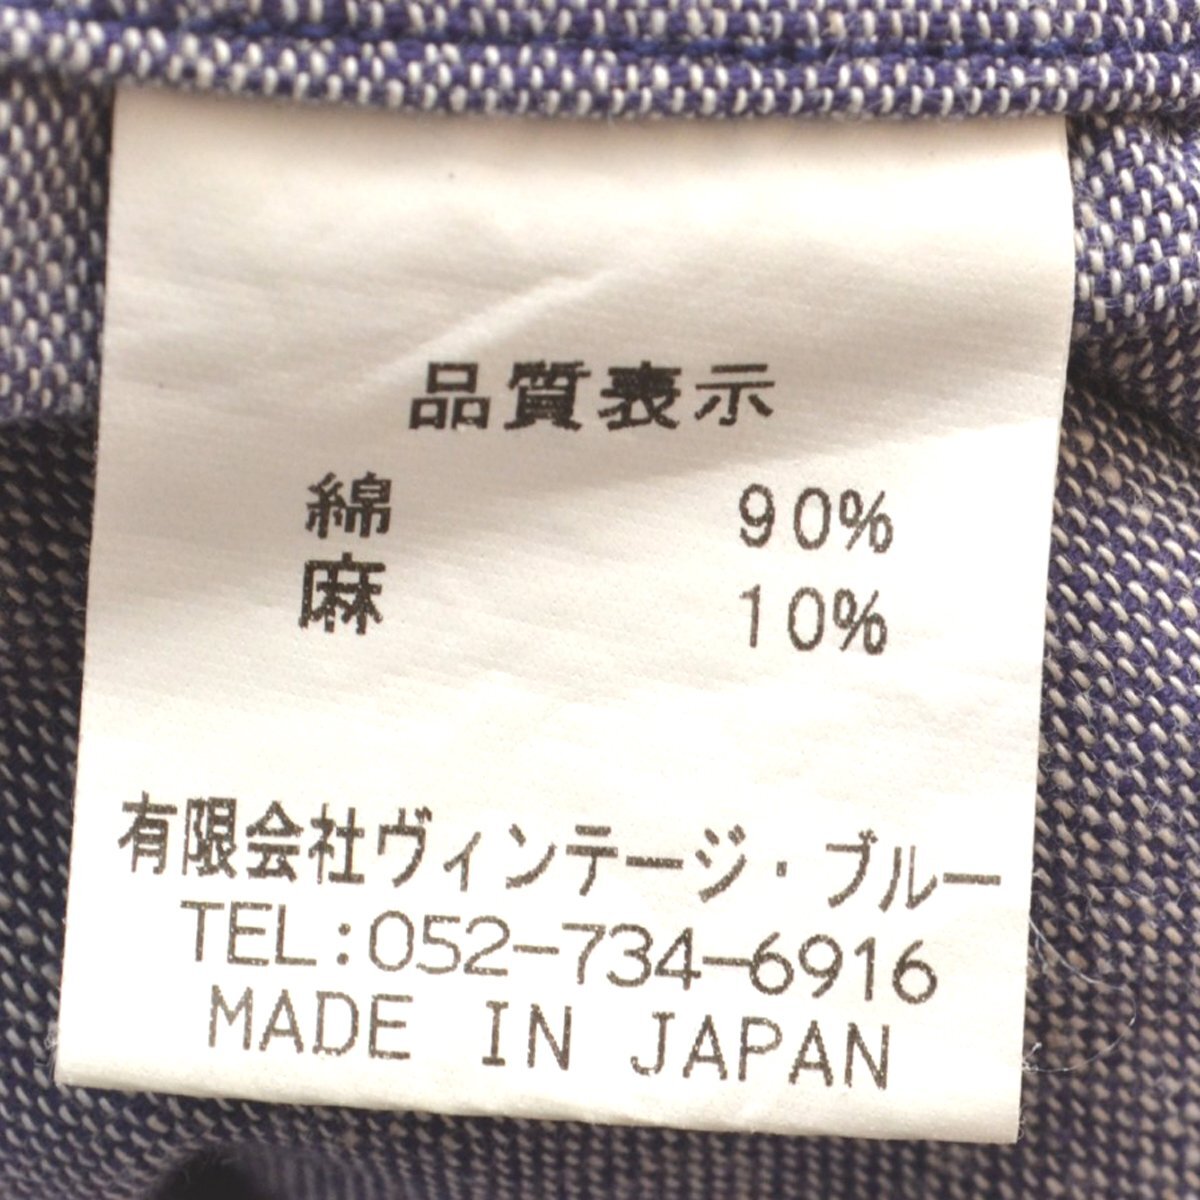 品質表示
綿 90%
麻 10%
有限会社ヴィンテージ・ブルー
TEL:052-734-6916
MADE IN JAPAN